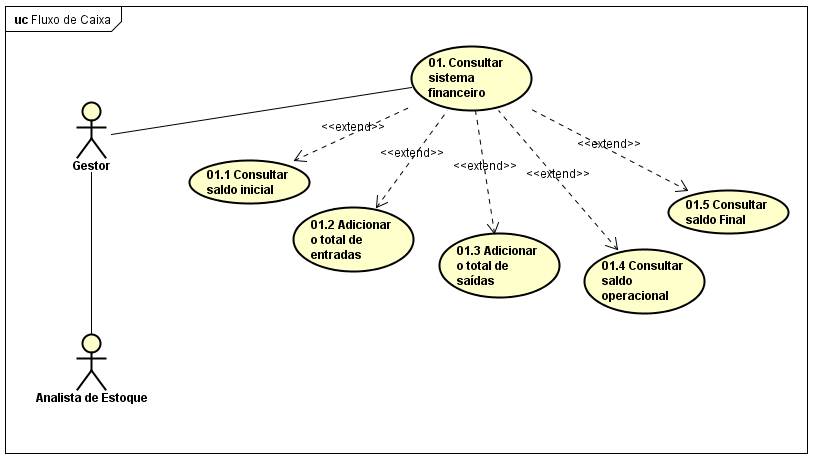 uc Fluxo de Caixa
01. Consultar
sistema
financeiro
<<extend>>
<<extend>>
<<extend>>
<<extend>>
<<extend>>
Gestor
01.1 Consultar
saldo inicial
01.2 Adicionar
o total de
entradas
01.3 Adicionar
o total de
saídas
01.4 Consultar
saldo
operacional
01.5 Consultar
saldo Final
Analista de Estoque